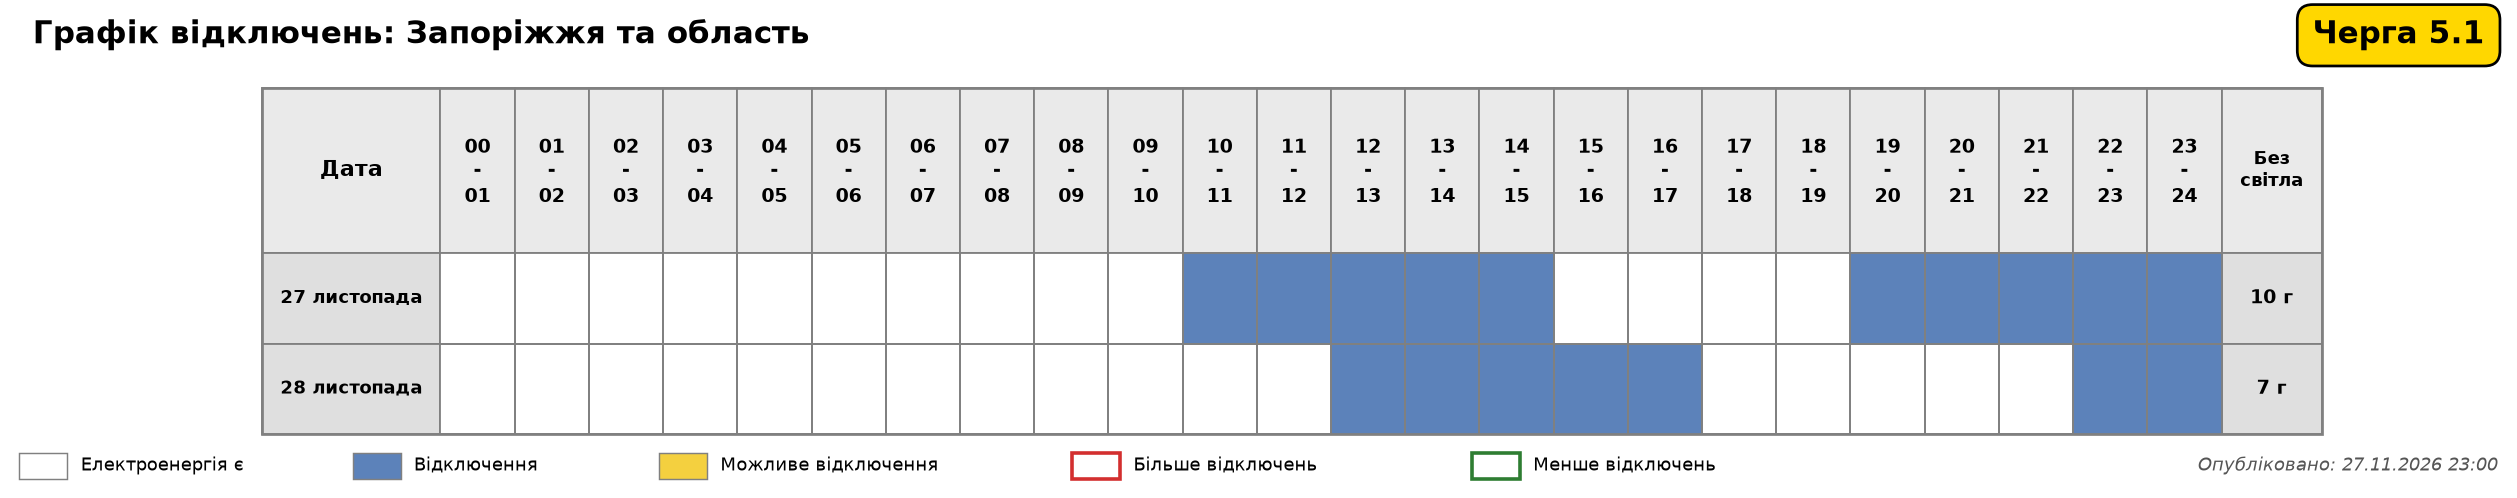 Графік відключень: Запоріжжя та область
Черга 5.1
Дата 00 - 01 01 - 02 02 - 03 03 - 04 04 - 05 05 - 06 06 - 07 07 - 08 08 - 09 09 - 10 10 - 11 11 - 12 12 - 13 13 - 14 14 - 15 15 - 16 16 - 17 17 - 18 18 - 19 19 - 20 20 - 21 21 - 22 22 - 23 23 - 24 Без світла
27 листопада 10 г
28 листопада 7 г
Електроенергія є Відключення Можливе відключення Більше відключень Менше відключень Опубліковано: 27.11.2026 23:00